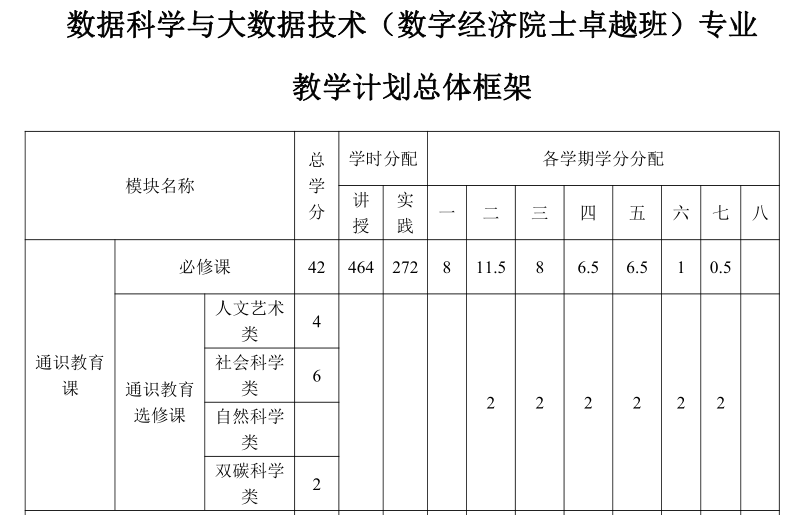 数据科学与大数据技术（数字经济院士卓越班）专业
教学计划总体框架
模块名称 总学分 学时分配 各学期学分分配
讲授 实践 一 二 三 四 五 六 七 八
通识教育课 必修课 42 464 272 8 11.5 8 6.5 6.5 1 0.5
通识教育选修课 人文艺术类 4 2 2 2 2 2 2
社会科学类 6
自然科学类
双碳科学类 2